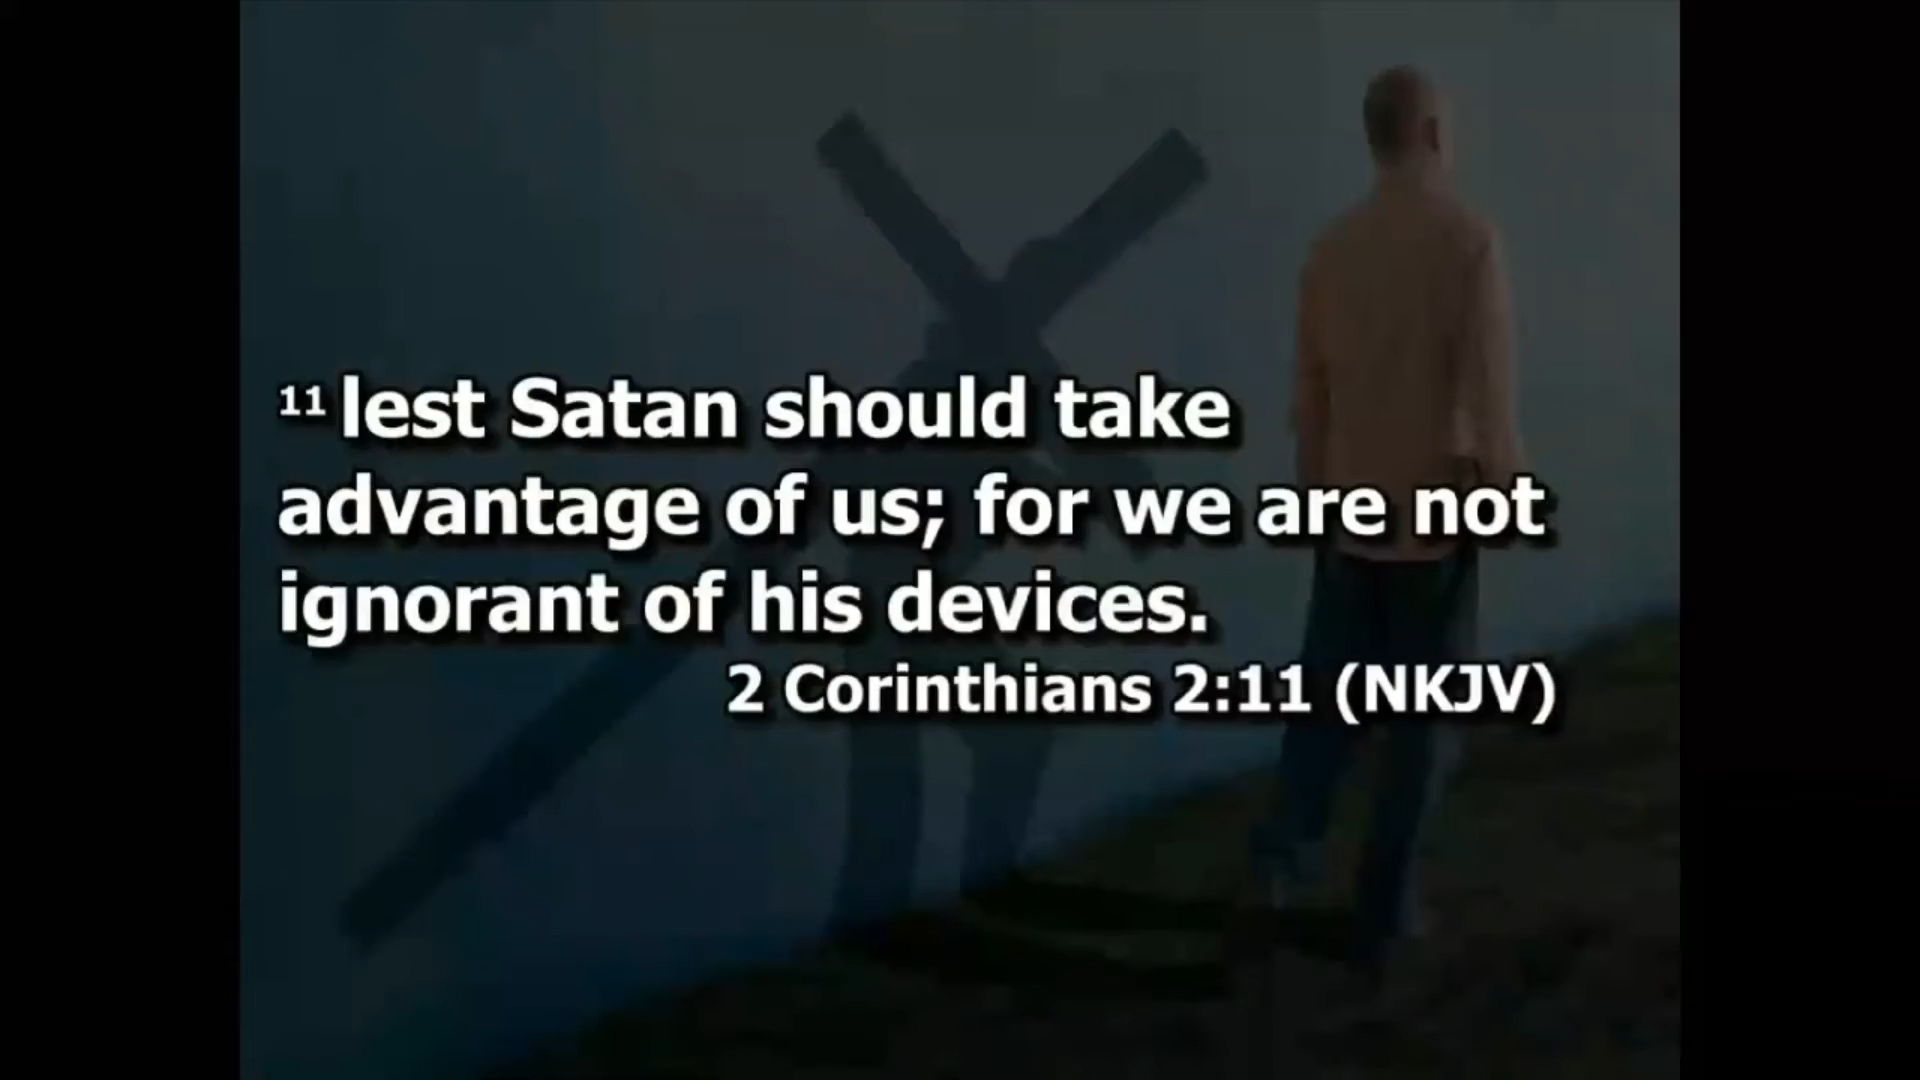 11 lest Satan should take
advantage of us; for we are not
ignorant of his devices.
2 Corinthians 2:11 (NKJV)